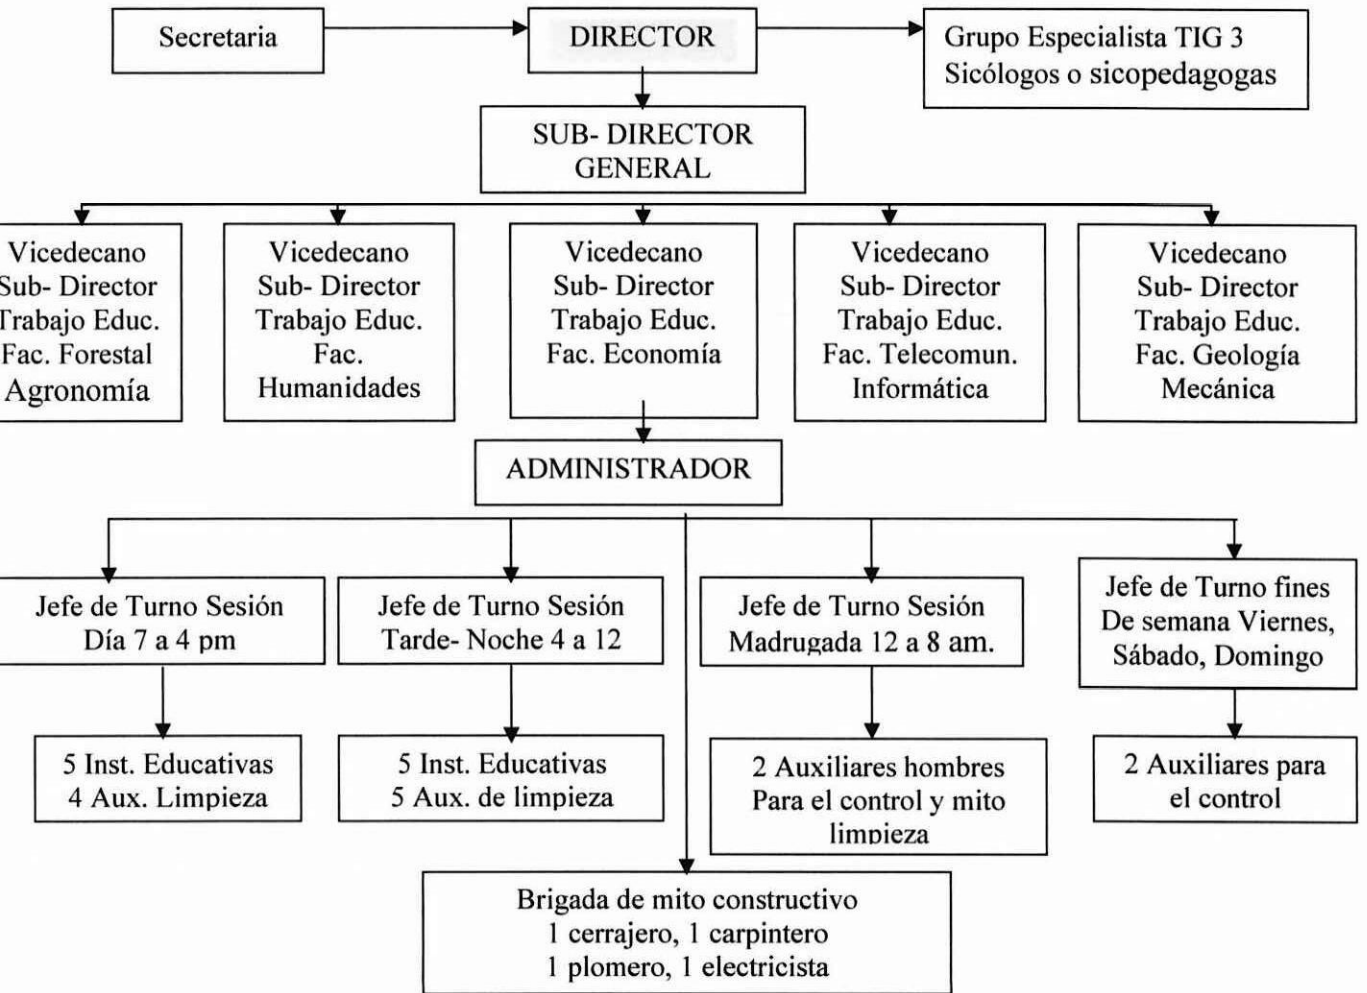 Secretaria
DIRECTOR
Grupo Especialista TIG 3
Sicólogos o sicopedagogas
SUB- DIRECTOR
GENERAL
Vicedecano
Sub- Director
Trabajo Educ.
Fac. Forestal
Agronomía
Vicedecano
Sub- Director
Trabajo Educ.
Fac.
Humanidades
Vicedecano
Sub- Director
Trabajo Educ.
Fac. Economía
Vicedecano
Sub- Director
Trabajo Educ.
Fac. Telecomun.
Informática
Vicedecano
Sub- Director
Trabajo Educ.
Fac. Geología
Mecánica
ADMINISTRADOR
Jefe de Turno Sesión
Día 7 a 4 pm
Jefe de Turno Sesión
Tarde- Noche 4 a 12
Jefe de Turno Sesión
Madrugada 12 a 8 am.
Jefe de Turno fines
De semana Viernes,
Sábado, Domingo
5 Inst. Educativas
4 Aux. Limpieza
5 Inst. Educativas
5 Aux. de limpieza
2 Auxiliares hombres
Para el control y mito
limpieza
2 Auxiliares para
el control
Brigada de mito constructivo
1 cerrajero, 1 carpintero
1 plomero, 1 electricista